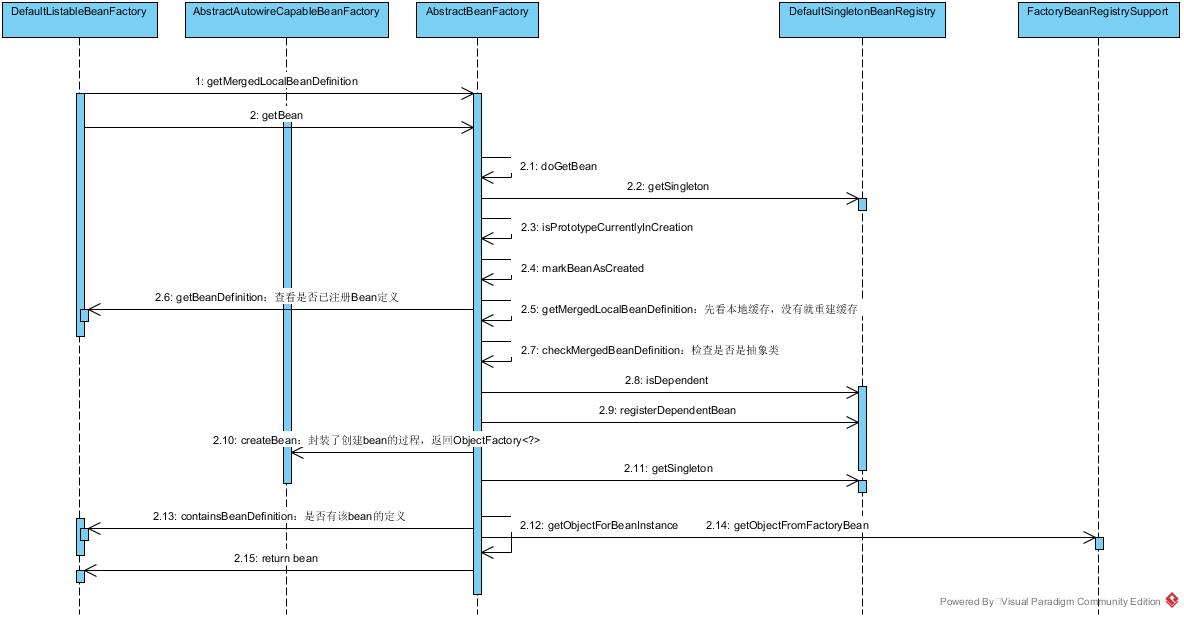 DefaultListableBeanFactory
AbstractAutowireCapableBeanFactory
AbstractBeanFactory
DefaultSingletonBeanRegistry
FactoryBeanRegistrySupport
1: getMergedLocalBeanDefinition
2: getBean
2.1: doGetBean
2.2: getSingleton
2.3: isPrototypeCurrentlyInCreation
2.4: markBeanAsCreated
2.6: getBeanDefinition：查看是否已注册Bean定义
2.5: getMergedLocalBeanDefinition：先看本地缓存，没有就重建缓存
2.7: checkMergedBeanDefinition：检查是否是抽象类
2.8: isDependent
2.9: registerDependentBean
2.10: createBean：封装了创建bean的过程，返回ObjectFactory<?>
2.11: getSingleton
2.13: containsBeanDefinition：是否有该bean的定义
2.12: getObjectForBeanInstance
2.14: getObjectFromFactoryBean
2.15: return bean
Powered By Visual Paradigm Community Edition